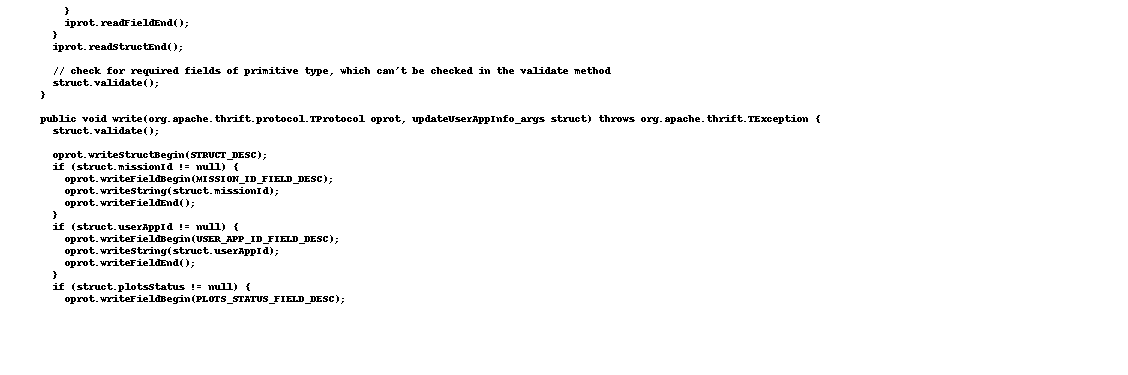 }
        iprot.readFieldEnd();
      }
      iprot.readStructEnd();

      // check for required fields of primitive type, which can't be checked in the validate method
      struct.validate();
    }

    public void write(org.apache.thrift.protocol.TProtocol oprot, updateUserAppInfo_args struct) throws org.apache.thrift.TException {
      struct.validate();

      oprot.writeStructBegin(STRUCT_DESC);
      if (struct.missionId != null) {
        oprot.writeFieldBegin(MISSION_ID_FIELD_DESC);
        oprot.writeString(struct.missionId);
        oprot.writeFieldEnd();
      }
      if (struct.userAppId != null) {
        oprot.writeFieldBegin(USER_APP_ID_FIELD_DESC);
        oprot.writeString(struct.userAppId);
        oprot.writeFieldEnd();
      }
      if (struct.plotsStatus != null) {
        oprot.writeFieldBegin(PLOTS_STATUS_FIELD_DESC);